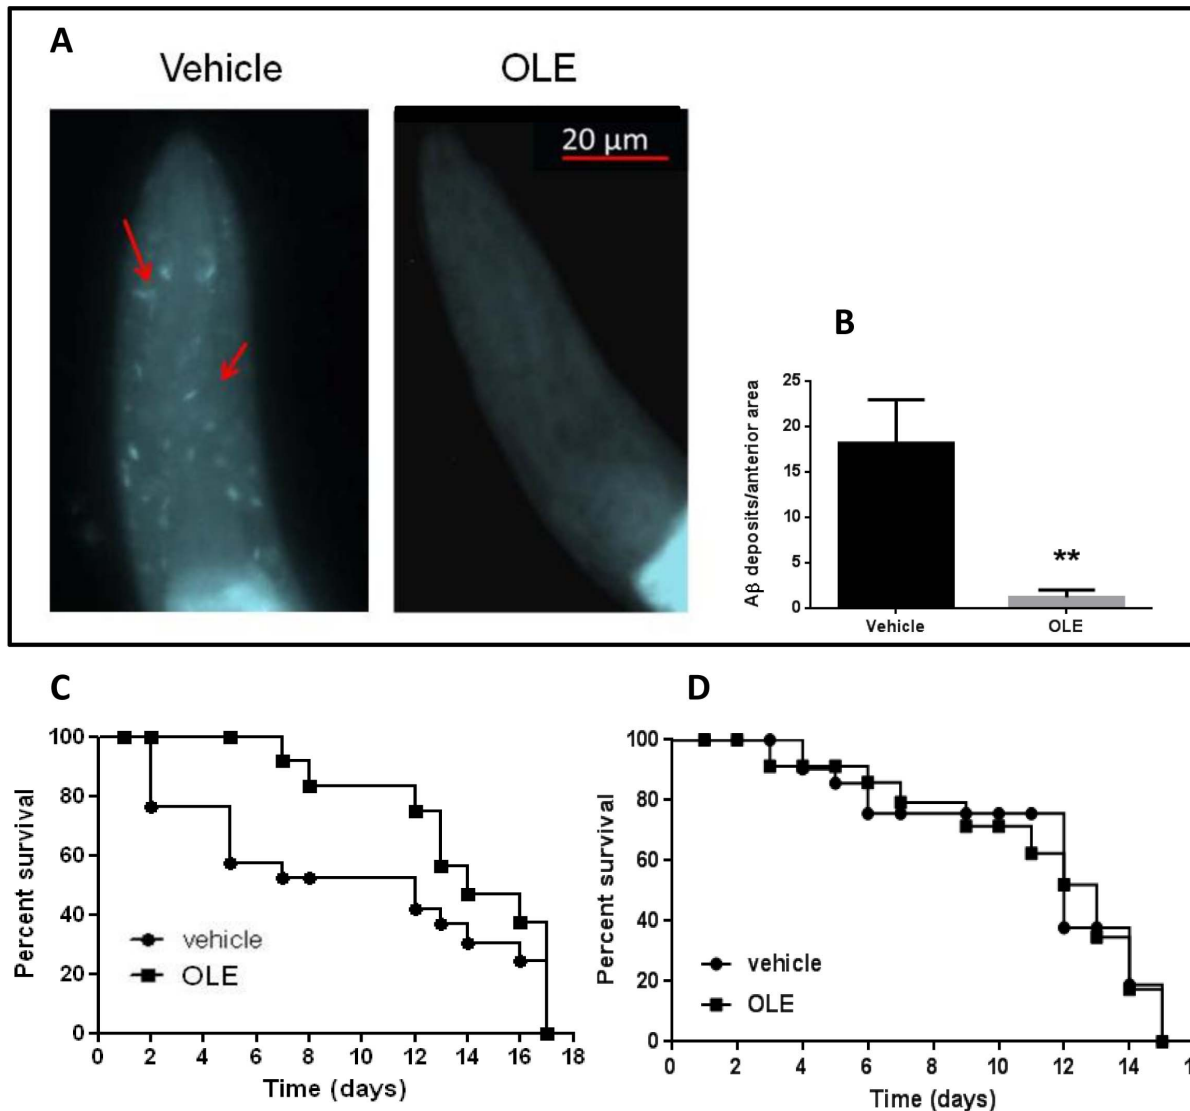 A
Vehicle
OLE
20 µm
B
25
20
15
10
5
0
Aβ deposits/anterior area
**
Vehicle
OLE
C
100
80
60
40
20
0
Percent survival
vehicle
OLE
0 2 4 6 8 10 12 14 16 18
Time (days)
D
100
80
60
40
20
0
Percent survival
vehicle
OLE
0 2 4 6 8 10 12 14 1
Time (days)